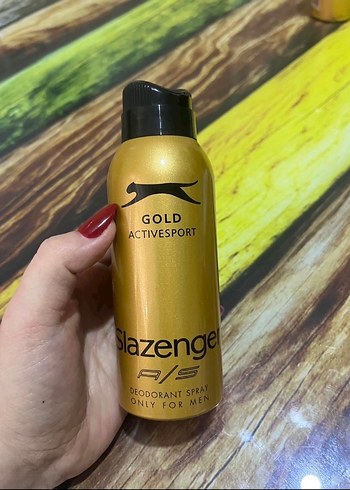 GOLD
ACTIVESPORT
Slazenger
A/S
DEODORANT SPRAY
ONLY FOR MEN